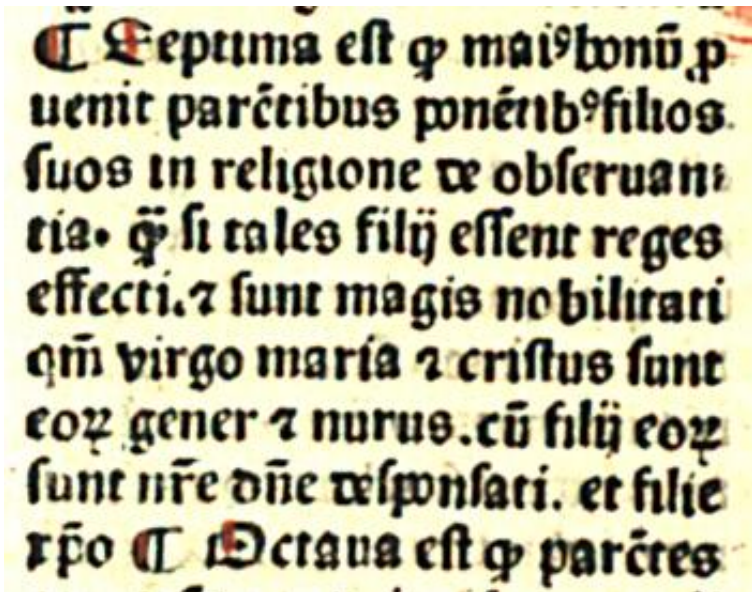 ¶ Septima est ꝙ maiꝰ bonū ꝓ
uenit parētibus ponētibꝰ filios
suos in religione de obseruan⸗
tia. q̄ꝫ si tales filij essent reges
effecti. ⁊ sunt magis nobilitati
qm̄ virgo maria ⁊ cristus sunt
eoꝝ gener ⁊ nurus. cū filij eoꝝ
sunt nr̄e dn̄e desponsati. et filie
xp̄o ¶ Octaua est ꝙ parētes